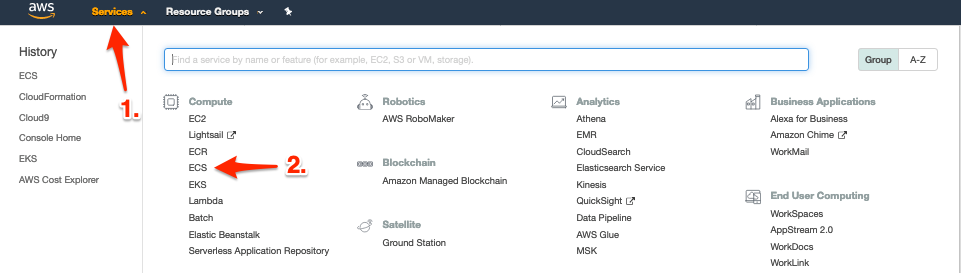 aws
Services
Resource Groups
History
ECS
CloudFormation
Cloud9
Console Home
EKS
AWS Cost Explorer
1.
Find a service by name or feature (for example, EC2, S3 or VM, storage).
Group
A-Z
Compute
EC2
Lightsail
ECR
ECS
2.
EKS
Lambda
Batch
Elastic Beanstalk
Serverless Application Repository
Robotics
AWS RoboMaker
Blockchain
Amazon Managed Blockchain
Satellite
Ground Station
Analytics
Athena
EMR
CloudSearch
Elasticsearch Service
Kinesis
QuickSight
Data Pipeline
AWS Glue
MSK
Business Applications
Alexa for Business
Amazon Chime
WorkMail
End User Computing
WorkSpaces
AppStream 2.0
WorkDocs
WorkLink